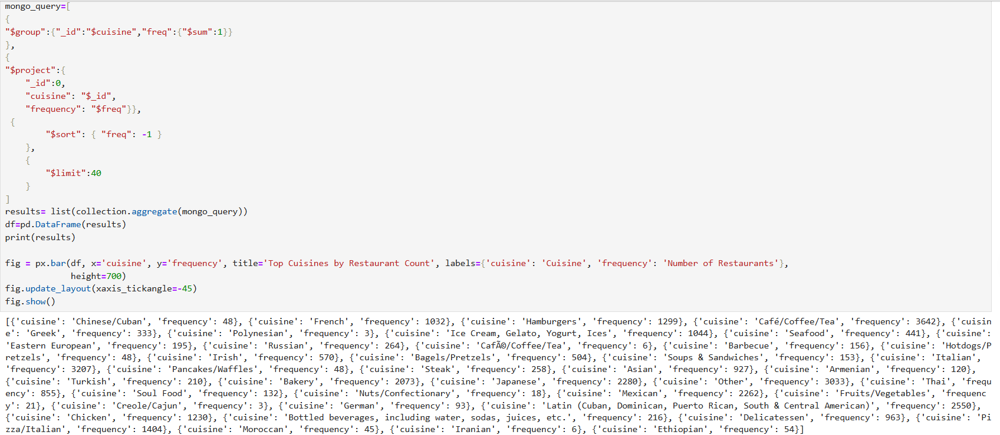 mongo_query=[
{
"$group":{"_id":"$cuisine","freq":{"$sum":1}}
},
{
"$project":{
    "_id":0,
    "cuisine": "$_id",
    "frequency": "$freq"}},
 {
        "$sort": { "freq": -1 }
    },
    {
        "$limit":40
    }
]
results= list(collection.aggregate(mongo_query))
df=pd.DataFrame(results)
print(results)

fig = px.bar(df, x='cuisine', y='frequency', title='Top Cuisines by Restaurant Count', labels={'cuisine': 'Cuisine', 'frequency': 'Number of Restaurants'},
             height=700)
fig.update_layout(xaxis_tickangle=-45)
fig.show()
[{'cuisine': 'Chinese/Cuban', 'frequency': 48}, {'cuisine': 'French', 'frequency': 1032}, {'cuisine': 'Hamburgers', 'frequency': 1299}, {'cuisine': 'Café/Coffee/Tea', 'frequency': 3642}, {'cuisin
e': 'Greek', 'frequency': 333}, {'cuisine': 'Polynesian', 'frequency': 3}, {'cuisine': 'Ice Cream, Gelato, Yogurt, Ices', 'frequency': 1044}, {'cuisine': 'Seafood', 'frequency': 441}, {'cuisine':
'Eastern European', 'frequency': 195}, {'cuisine': 'Russian', 'frequency': 264}, {'cuisine': 'CafÃ©/Coffee/Tea', 'frequency': 6}, {'cuisine': 'Barbecue', 'frequency': 156}, {'cuisine': 'Hotdogs/P
retzels', 'frequency': 48}, {'cuisine': 'Irish', 'frequency': 570}, {'cuisine': 'Bagels/Pretzels', 'frequency': 504}, {'cuisine': 'Soups & Sandwiches', 'frequency': 153}, {'cuisine': 'Italian',
'frequency': 3207}, {'cuisine': 'Pancakes/Waffles', 'frequency': 48}, {'cuisine': 'Steak', 'frequency': 258}, {'cuisine': 'Asian', 'frequency': 927}, {'cuisine': 'Armenian', 'frequency': 120},
{'cuisine': 'Turkish', 'frequency': 210}, {'cuisine': 'Bakery', 'frequency': 2073}, {'cuisine': 'Japanese', 'frequency': 2280}, {'cuisine': 'Other', 'frequency': 3033}, {'cuisine': 'Thai', 'frequ
ency': 855}, {'cuisine': 'Soul Food', 'frequency': 132}, {'cuisine': 'Nuts/Confectionary', 'frequency': 18}, {'cuisine': 'Mexican', 'frequency': 2262}, {'cuisine': 'Fruits/Vegetables', 'frequenc
y': 21}, {'cuisine': 'Creole/Cajun', 'frequency': 3}, {'cuisine': 'German', 'frequency': 93}, {'cuisine': 'Latin (Cuban, Dominican, Puerto Rican, South & Central American)', 'frequency': 2550},
{'cuisine': 'Chicken', 'frequency': 1230}, {'cuisine': 'Bottled beverages, including water, sodas, juices, etc.', 'frequency': 216}, {'cuisine': 'Delicatessen', 'frequency': 963}, {'cuisine': 'Pi
zza/Italian', 'frequency': 1404}, {'cuisine': 'Moroccan', 'frequency': 45}, {'cuisine': 'Iranian', 'frequency': 6}, {'cuisine': 'Ethiopian', 'frequency': 54}]